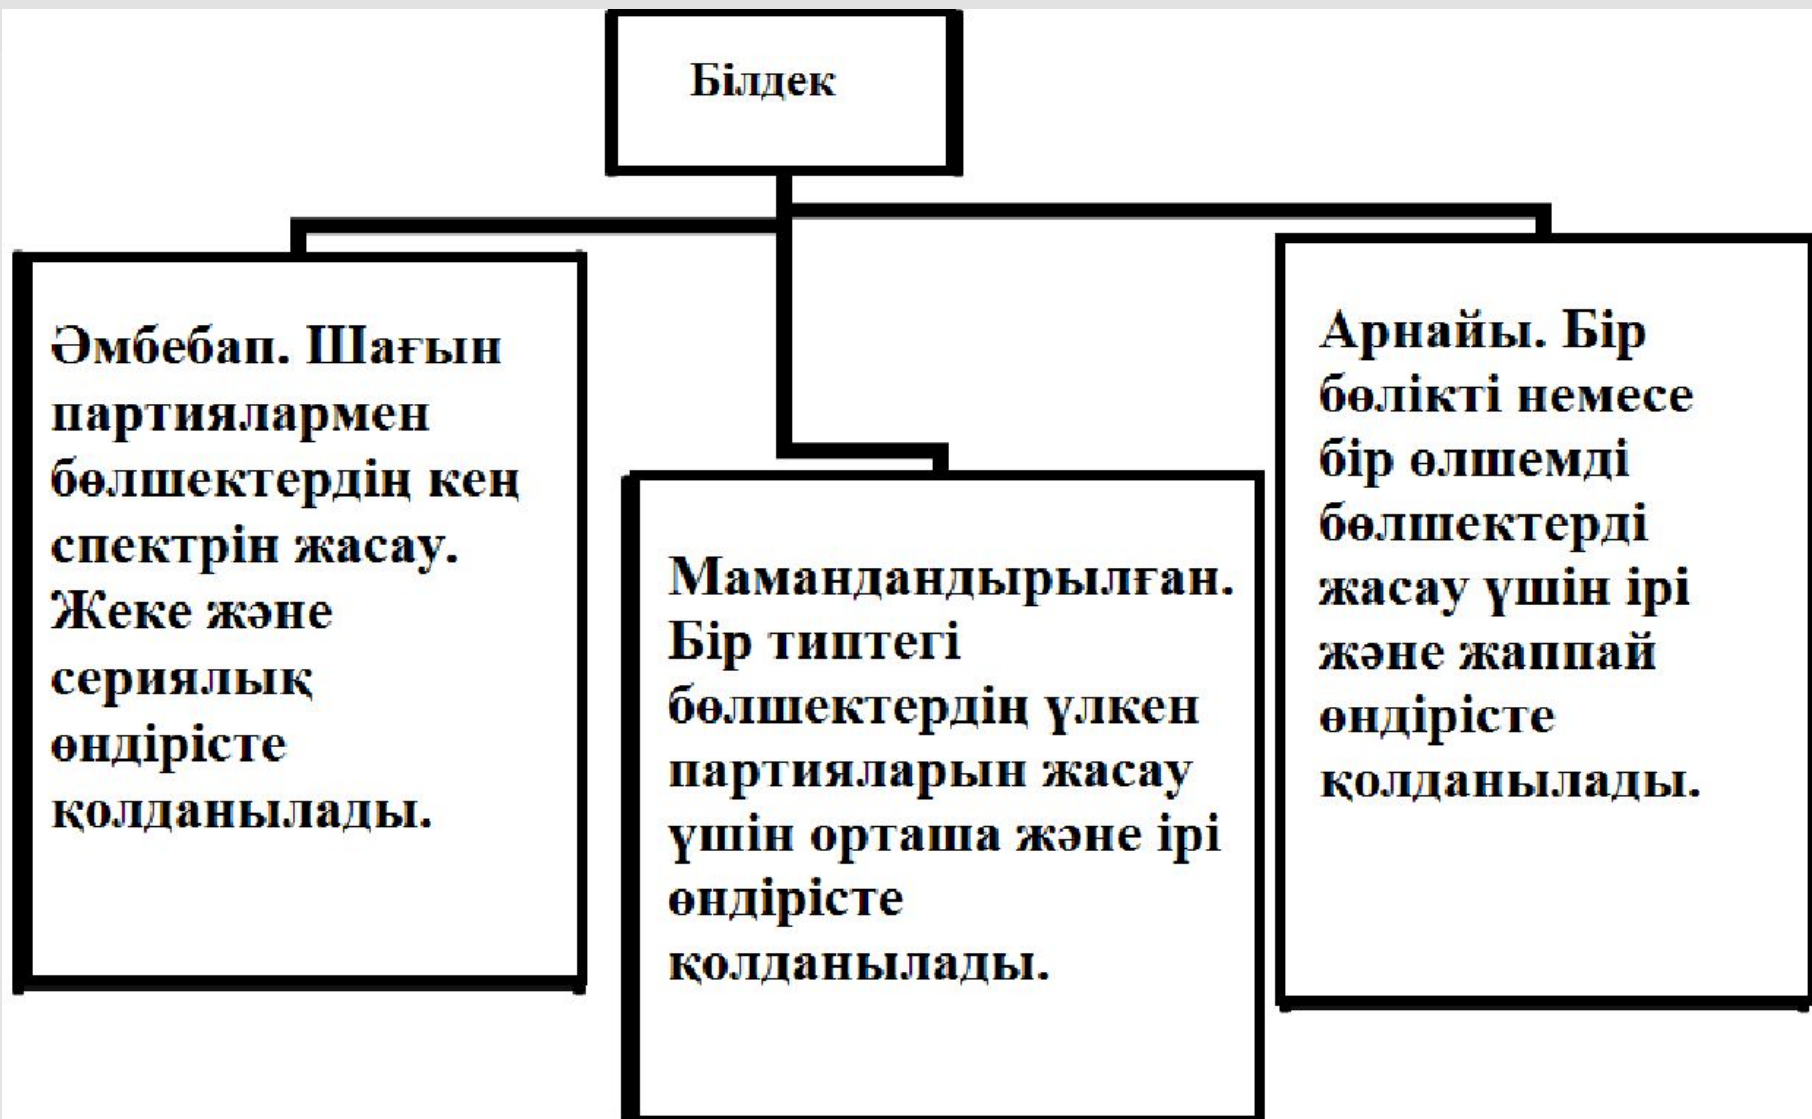 Білдек
Әмбебап. Шағын
партиялармен
бөлшектердің кең
спектрін жасау.
Жеке және
сериялық
өндірісте
қолданылады.
Мамандандырылған.
Бір типтегі
бөлшектердің үлкен
партияларын жасау
үшін орташа және ірі
өндірісте
қолданылады.
Арнайы. Бір
бөлікті немесе
бір өлшемді
бөлшектерді
жасау үшін ірі
және жаппай
өндірісте
қолданылады.